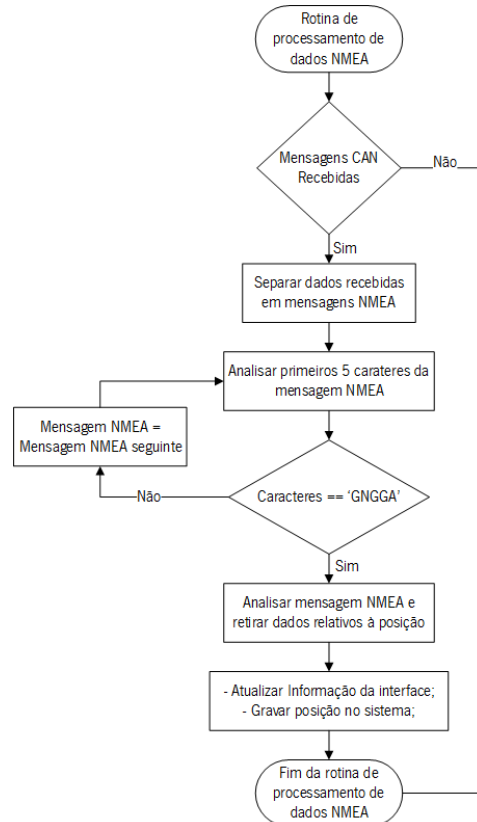 Rotina de
processamento de
dados NMEA
Mensagens CAN
Recebidas
Não
Sim
Separar dados recebidas
em mensagens NMEA
Analisar primeiros 5 carateres da
mensagem NMEA
Mensagem NMEA =
Mensagem NMEA seguinte
Não
Caracteres == 'GNGGA'
Sim
Analisar mensagem NMEA e
retirar dados relativos à posição
- Atualizar Informação da interface;
- Gravar posição no sistema;
Fim da rotina de
processamento de
dados NMEA